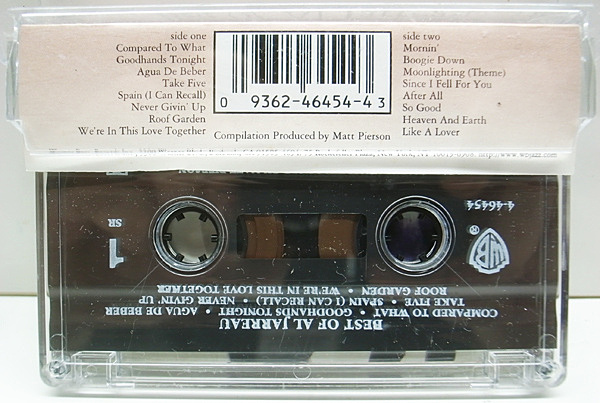 side one
Compared To What
Goodhands Tonight
Agua De Beber
Take Five
Spain (I Can Recall)
Never Givin' Up
Roof Garden
We're In This Love Together
0 9362-46454-4 3
Compilation Produced by Matt Pierson
side two
Mornin'
Boogie Down
Moonlighting (Theme)
Since I Fell For You
After All
So Good
Heaven And Earth
Like A Lover
4-46454
SR
1
WB
®
BEST OF AL JARREAU
COMPARED TO WHAT • GOODHANDS TONIGHT • AGUA DE BEBER
TAKE FIVE • SPAIN (I CAN RECALL) • NEVER GIVIN' UP
ROOF GARDEN • WE'RE IN THIS LOVE TOGETHER